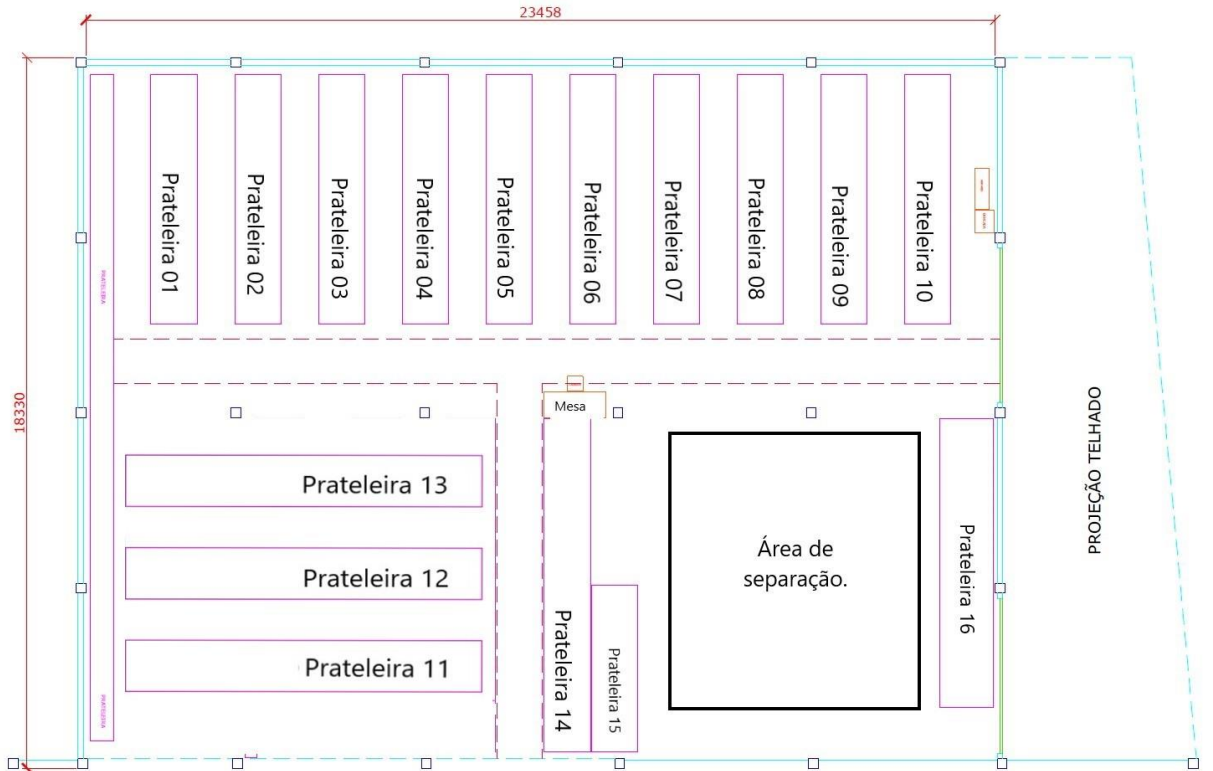 23458
18330
Prateleira 01
Prateleira 02
Prateleira 03
Prateleira 04
Prateleira 05
Prateleira 06
Prateleira 07
Prateleira 08
Prateleira 09
Prateleira 10
PRATELEIRA
Mesa
PROJEÇÃO TELHADO
Prateleira 13
Prateleira 12
Prateleira 11
Prateleira 14
Prateleira 15
Área de
separação.
Prateleira 16
PRATELEIRA